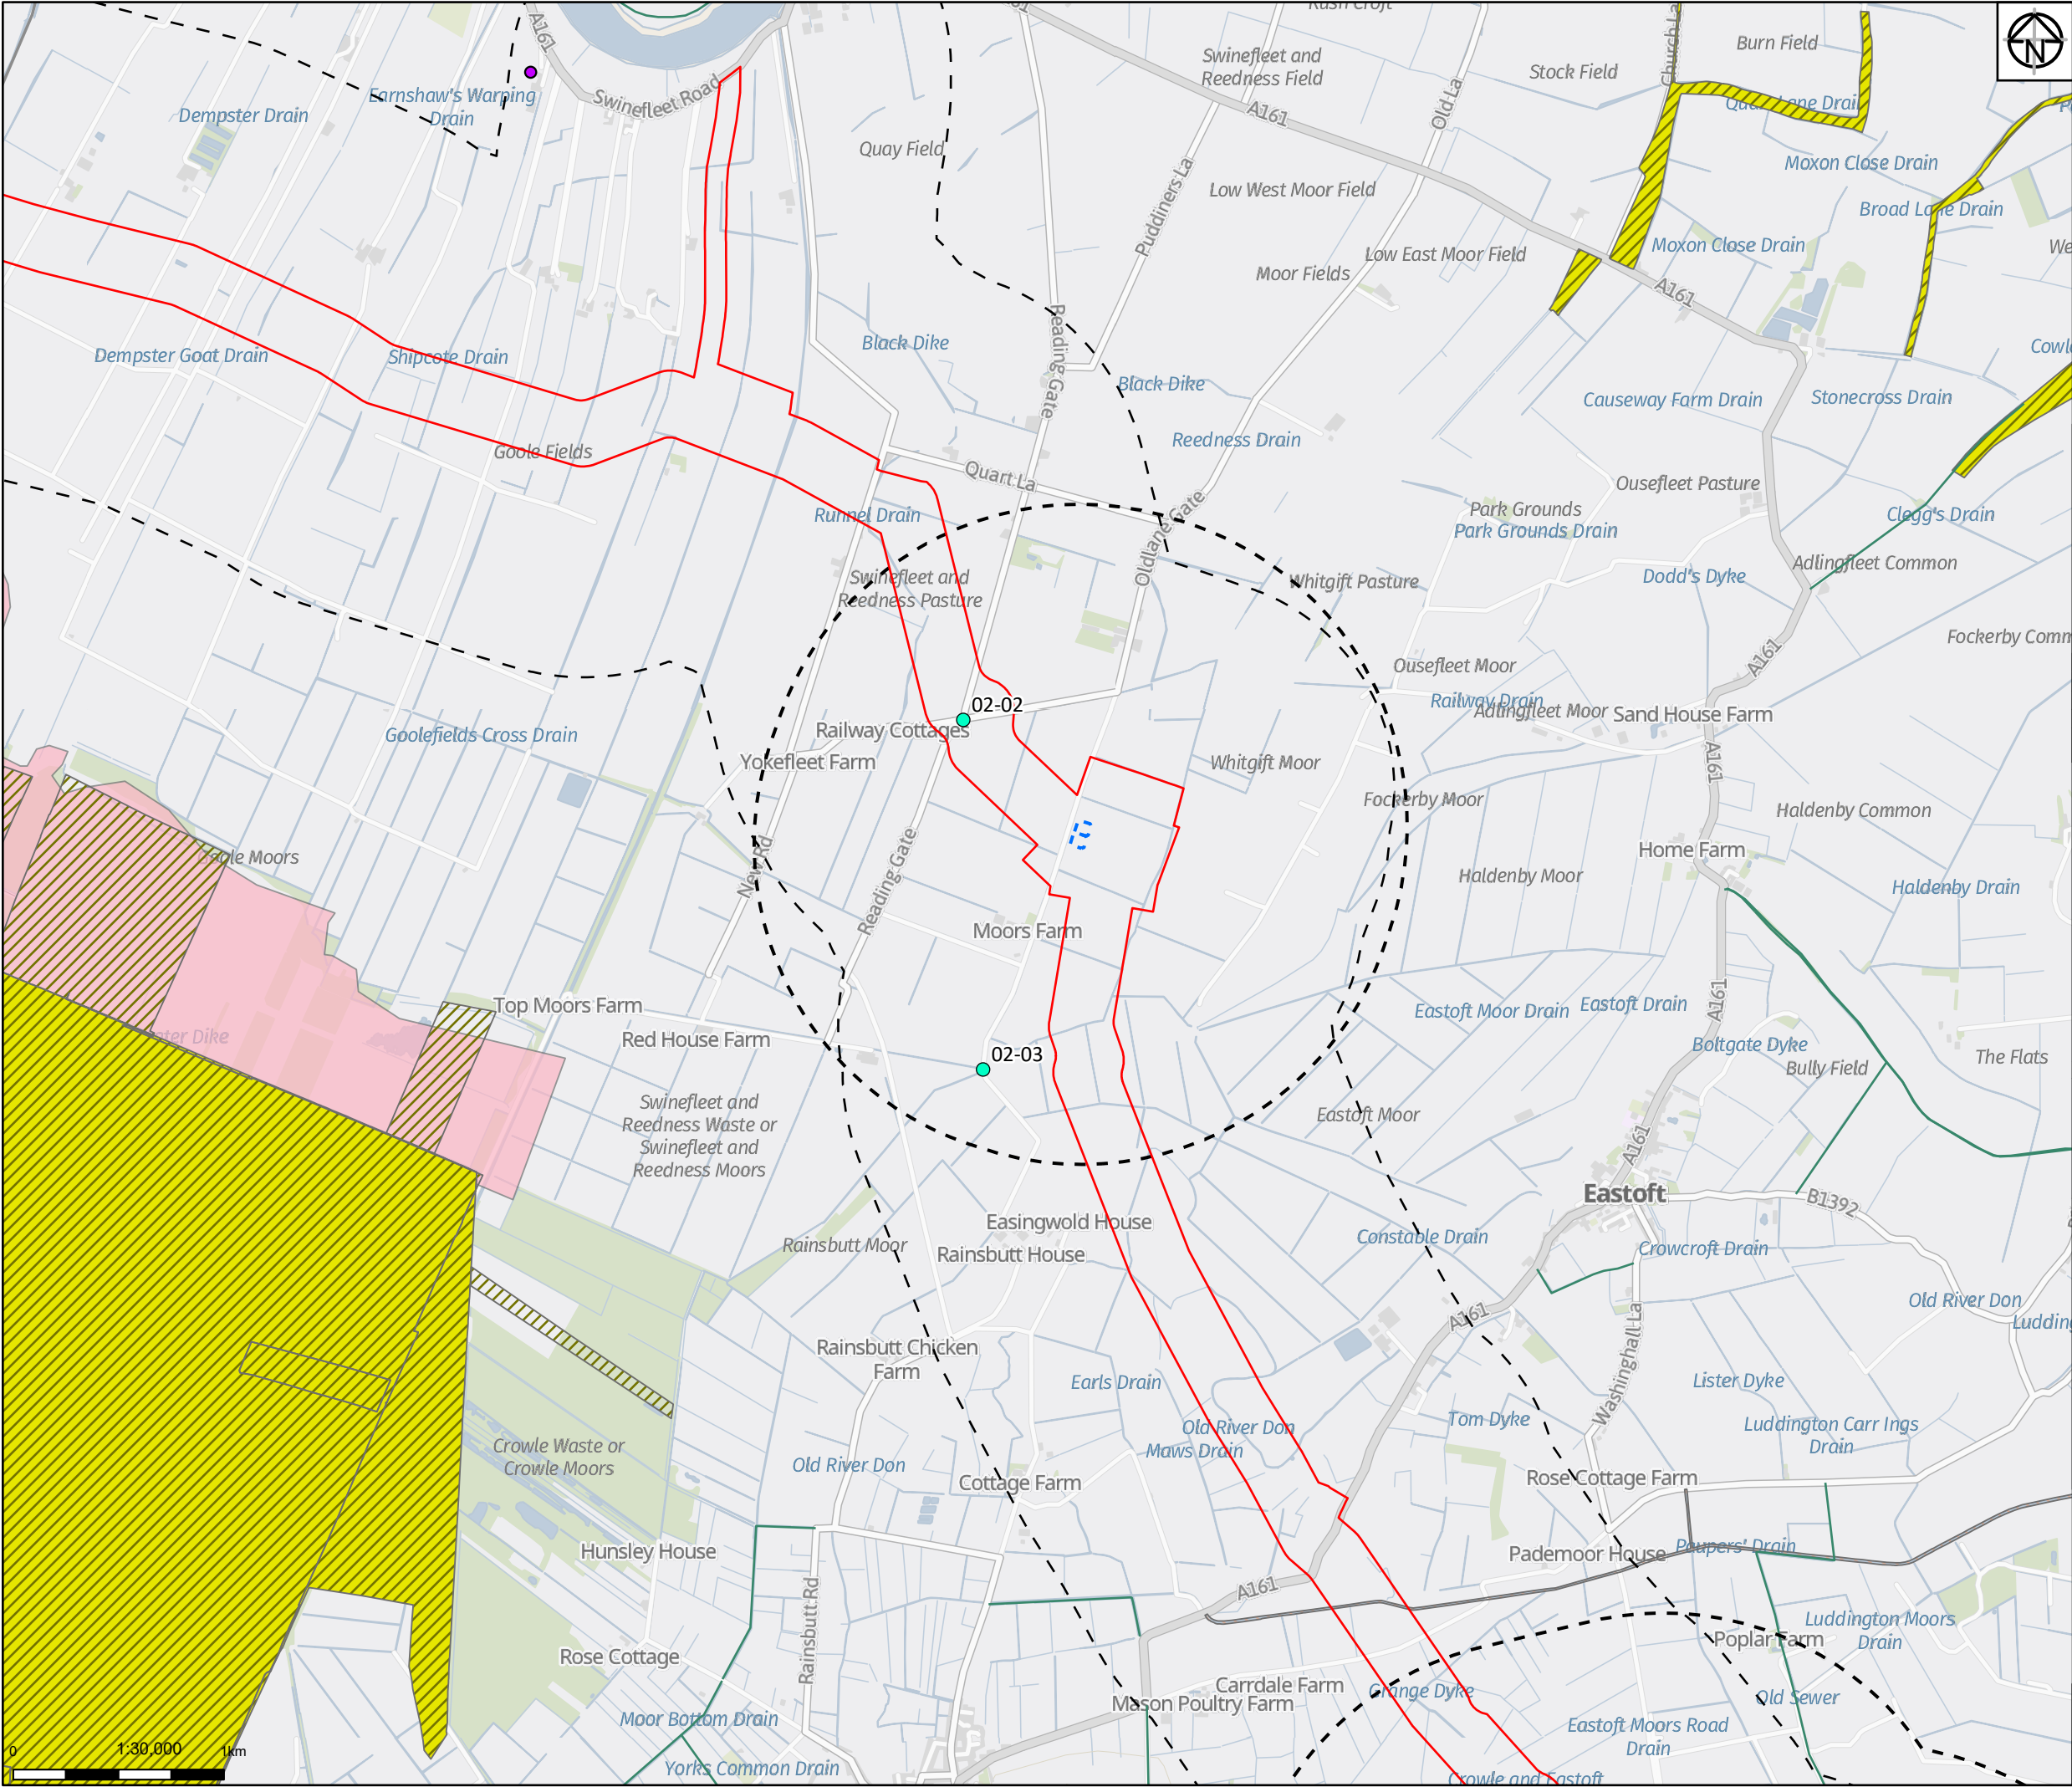 A161
Rush Croft
Church La
Burn Field
N
Swinefleet and
Reedness Field
Stock Field
Earnshaw's Warping
Drain
Swinefleet Road
Dempster Drain
A161
Old La
Quay Field
Moxon Close Drain
Low West Moor Field
Puddiners La
Broad Lane Drain
Moxon Close Drain
Low East Moor Field
Moor Fields
A161
Dempster Goat Drain
Shipcote Drain
Black Dike
Reading Gate
Black Dike
Causeway Farm Drain
Stonecross Drain
Reedness Drain
Goole Fields
Quart La
Ousefleet Pasture
Park Grounds
Park Grounds Drain
Runnel Drain
Clegg's Drain
Oldlane Gate
Adlingfleet Common
Swinefleet and
Reedness Pasture
Whitgift Pasture
Dodd's Dyke
A161
Ousefleet Moor
02-02
Railway Drain
Adlingfleet Moor
Sand House Farm
Railway Cottages
Goolefields Cross Drain
Yokefleet Farm
Whitgift Moor
A161
Fockerby Moor
Haldenby Common
Goole Moors
New Rd
Reading Gate
Home Farm
Haldenby Moor
Haldenby Drain
Moors Farm
Top Moors Farm
Eastoft Moor Drain
Eastoft Drain
A161
Red House Farm
Boltgate Dyke
02-03
The Flats
Bully Field
Swinefleet and
Reedness Waste or
Swinefleet and
Reedness Moors
Eastoft Moor
A161
Eastoft
B1392
Easingwold House
Rainsbutt Moor
Rainsbutt House
Constable Drain
Crowcroft Drain
Old River Don
A161
Rainsbutt Chicken
Farm
Washinghall La
Earls Drain
Lister Dyke
Old River Don
Maws Drain
Tom Dyke
Luddington Carr Ings
Drain
Crowle Waste or
Crowle Moors
Old River Don
Cottage Farm
Rose Cottage Farm
Hunsley House
Pademoor House
Paupers' Drain
A161
Rainsbutt Rd
Luddington Moors
Drain
Poplar Farm
Rose Cottage
Carrdale Farm
Mason Poultry Farm
Grange Dyke
Old Sewer
Moor Bottom Drain
Eastoft Moors Road
Drain
Yorks Common Drain
Crowle and Eastoft
0 1:30,000 1km